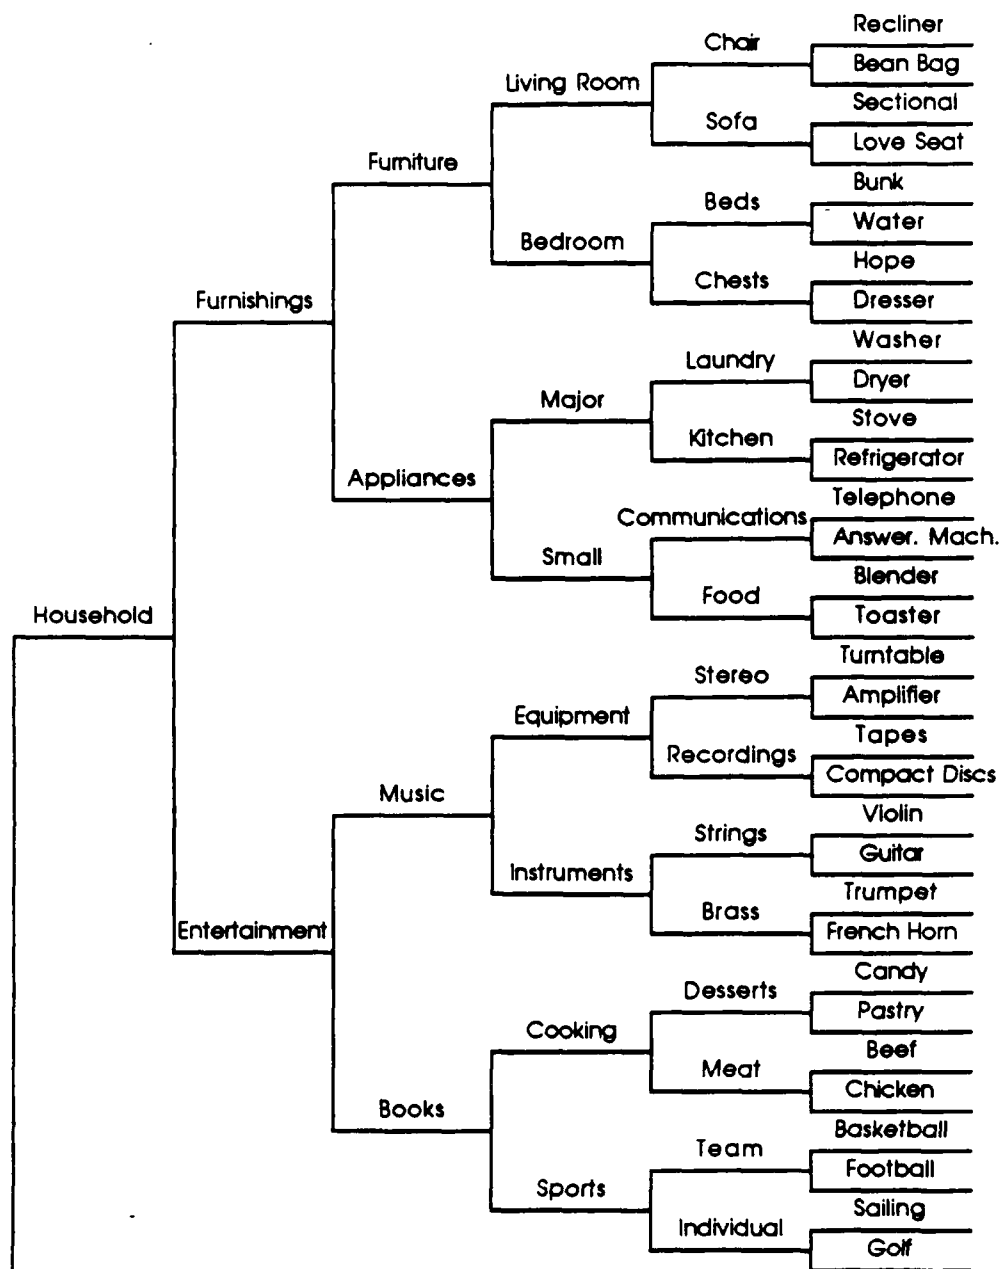 Recliner
Chair
Bean Bag
Living Room
Sectional
Sofa
Love Seat
Furniture
Bunk
Beds
Water
Bedroom
Hope
Chests
Dresser
Furnishings
Washer
Laundry
Dryer
Major
Stove
Kitchen
Refrigerator
Appliances
Telephone
Communications
Answer. Mach.
Small
Blender
Food
Toaster
Household
Turntable
Stereo
Amplifier
Equipment
Tapes
Recordings
Compact Discs
Music
Violin
Strings
Guitar
Instruments
Trumpet
Brass
French Horn
Entertainment
Candy
Desserts
Pastry
Cooking
Beef
Meat
Chicken
Books
Basketball
Team
Football
Sports
Sailing
Individual
Golf